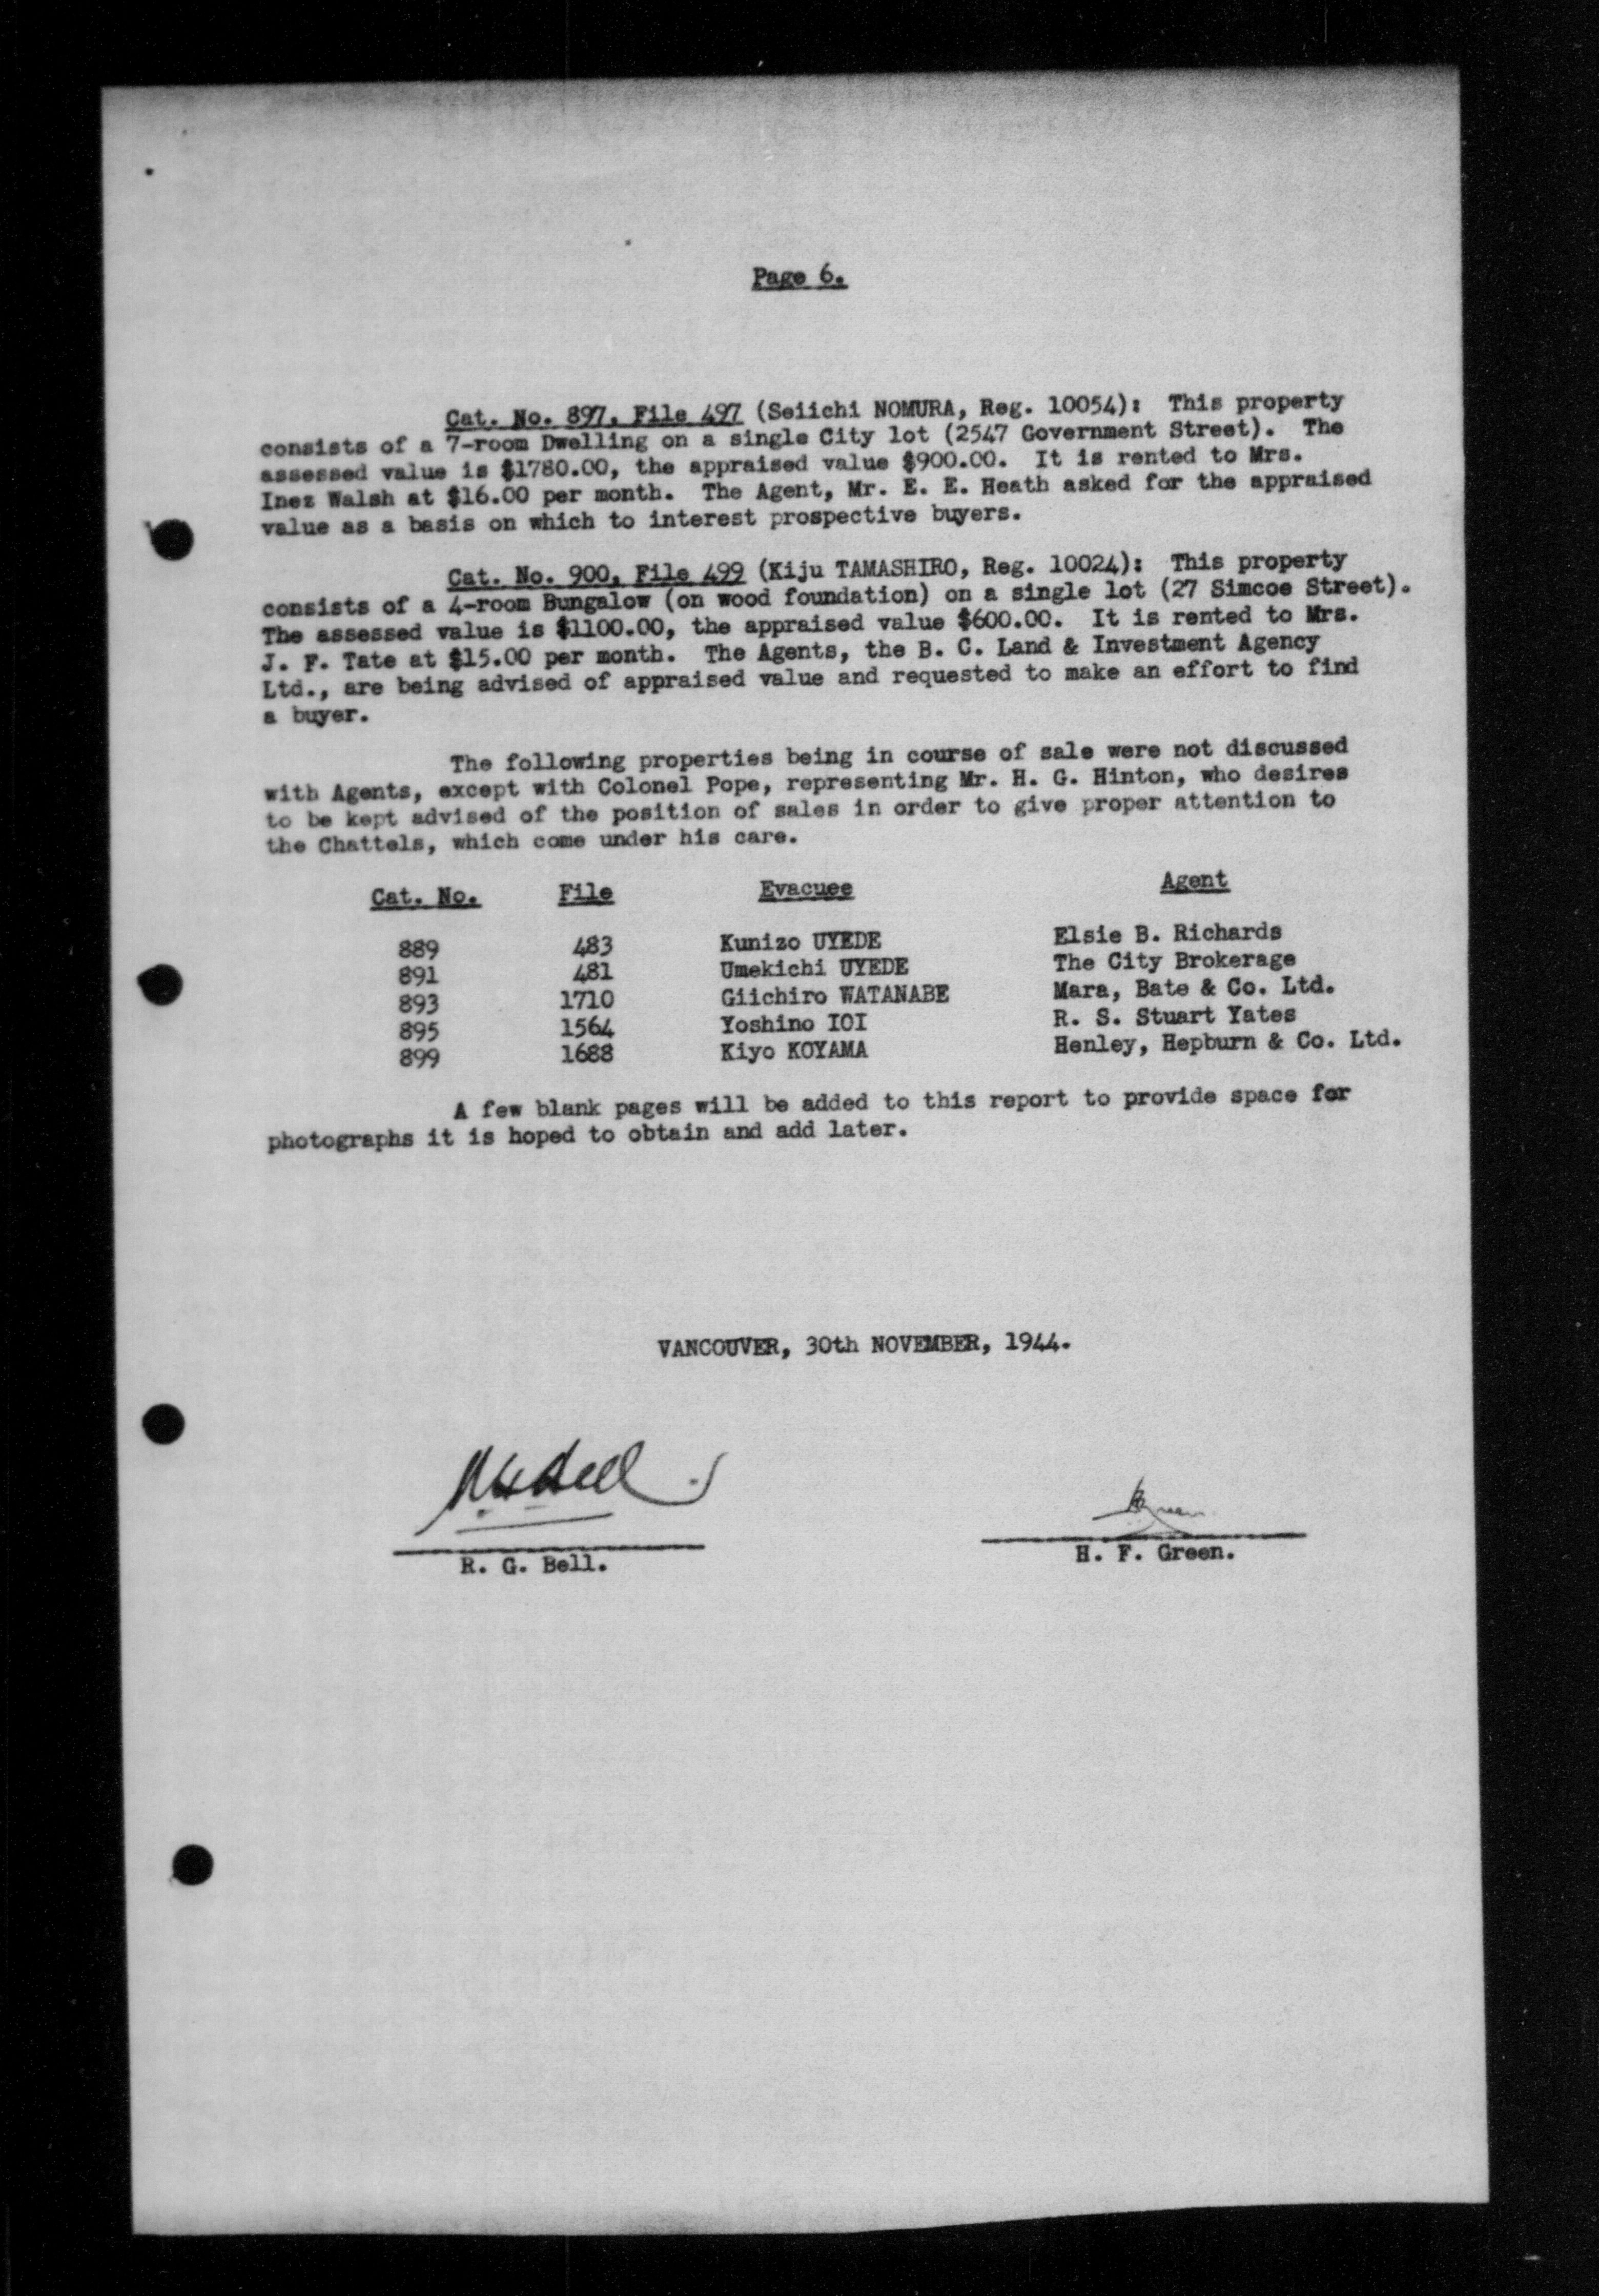 Page 6.
Cat. No. 897, File 497 (Seiichi NOMURA, Reg. 10054): This property
consists of a 7-room Dwelling on a single City lot (2547 Government Street). The
assessed value is $1780.00, the appraised value $900.00. It is rented to Mrs.
Inez Walsh at $16.00 per month. The Agent, Mr. E. E. Heath asked for the appraised
value as a basis on which to interest prospective buyers.
Cat. No. 900, File 499 (Kiju TAMASHIRO, Reg. 10024): This property
consists of a 4-room Bungalow (on wood foundation) on a single lot (27 Simcoe Street).
The assessed value is $1100.00, the appraised value $600.00. It is rented to Mrs.
J. F. Tate at $15.00 per month. The Agents, the B. C. Land & Investment Agency
Ltd., are being advised of appraised value and requested to make an effort to find
a buyer.
The following properties being in course of sale were not discussed
with Agents, except with Colonel Pope, representing Mr. H. G. Hinton, who desires
to be kept advised of the position of sales in order to give proper attention to
the Chattels, which come under his care.
Cat. No. File Evacuee Agent
889 483 Kunizo UYEDE Elsie B. Richards
891 481 Umekichi UYEDE The City Brokerage
893 1710 Giichiro WATANABE Mara, Bate & Co. Ltd.
895 1564 Yoshino IOI R. S. Stuart Yates
899 1688 Kiyo KOYAMA Henley, Hepburn & Co. Ltd.
A few blank pages will be added to this report to provide space for
photographs it is hoped to obtain and add later.
VANCOUVER, 30th NOVEMBER, 1944.
R. G. Bell. H. F. Green.